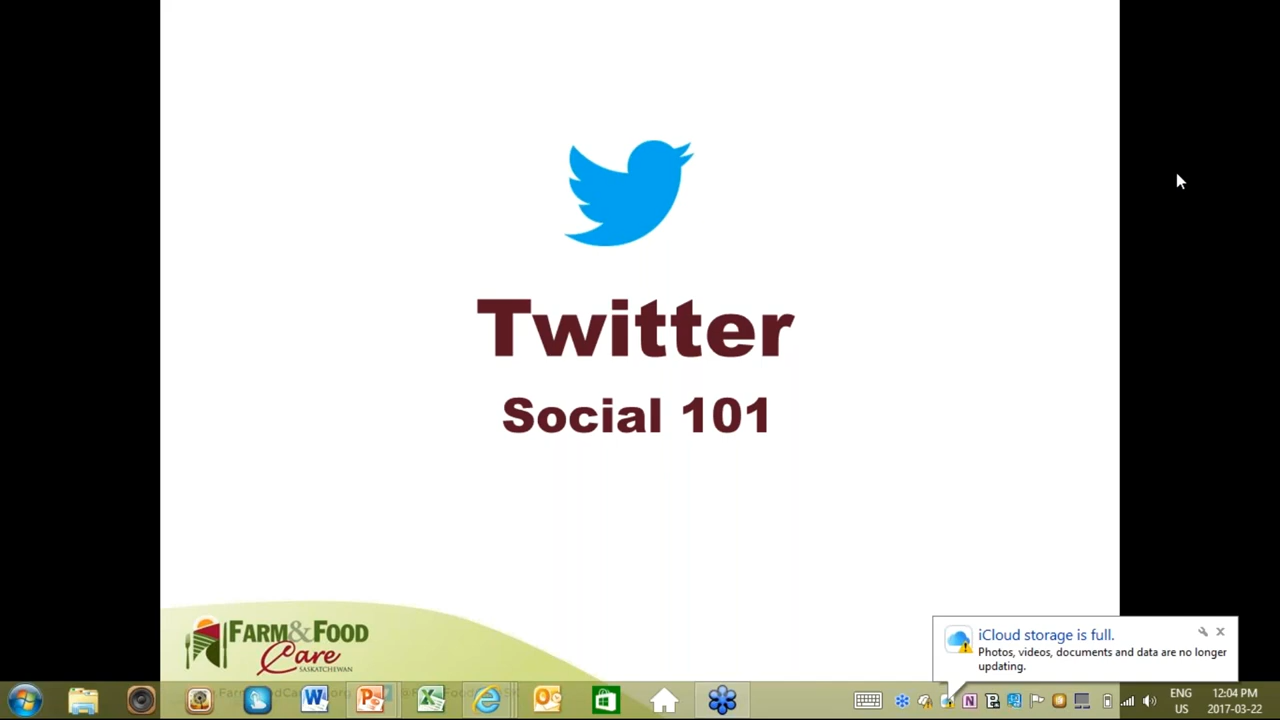 Twitter
Social 101
FARM&FOOD
Care
SASKATCHEWAN
iCloud storage is full.
Photos, videos, documents and data are no longer
updating.
ENG
US
12:04 PM
2017-03-22